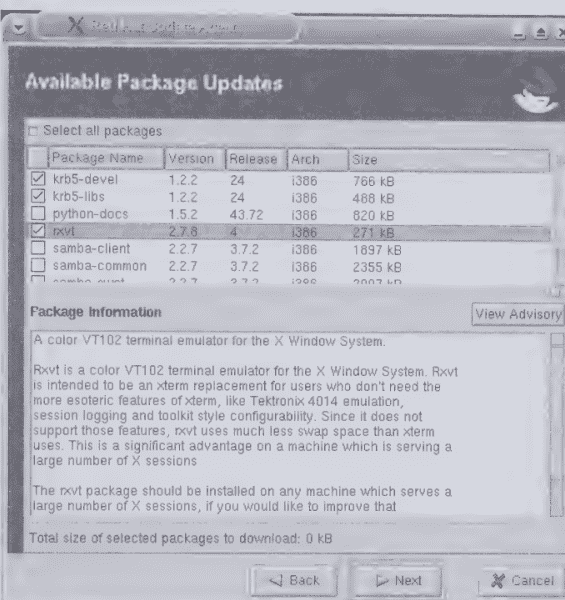 Available Package Updates
Select all packages
Package Name Version Release Arch Size
krb5-devel 1.2.2 24 i386 766 kB
krb5-libs 1.2.2 24 i386 488 kB
python-docs 1.5.2 43.72 i386 820 kB
rxvt 2.7.8 4 i386 271 kB
samba-client 2.2.7 3.7.2 i386 1897 kB
samba-common 2.2.7 3.7.2 i386 2355 kB
Package Information
View Advisory
A color VT102 terminal emulator for the X Window System.
Rxvt is a color VT102 terminal emulator for the X Window System. Rxvt
is intended to be an xterm replacement for users who don't need the
more esoteric features of xterm, like Tektronix 4014 emulation,
session logging and toolkit style configurability. Since it does not
support those features, rxvt uses much less swap space than xterm
uses. This is a significant advantage on a machine which is serving a
large number of X sessions
The rxvt package should be installed on any machine which serves a
large number of X sessions, if you would like to improve that
Total size of selected packages to download: 0 kB
Back Next Cancel